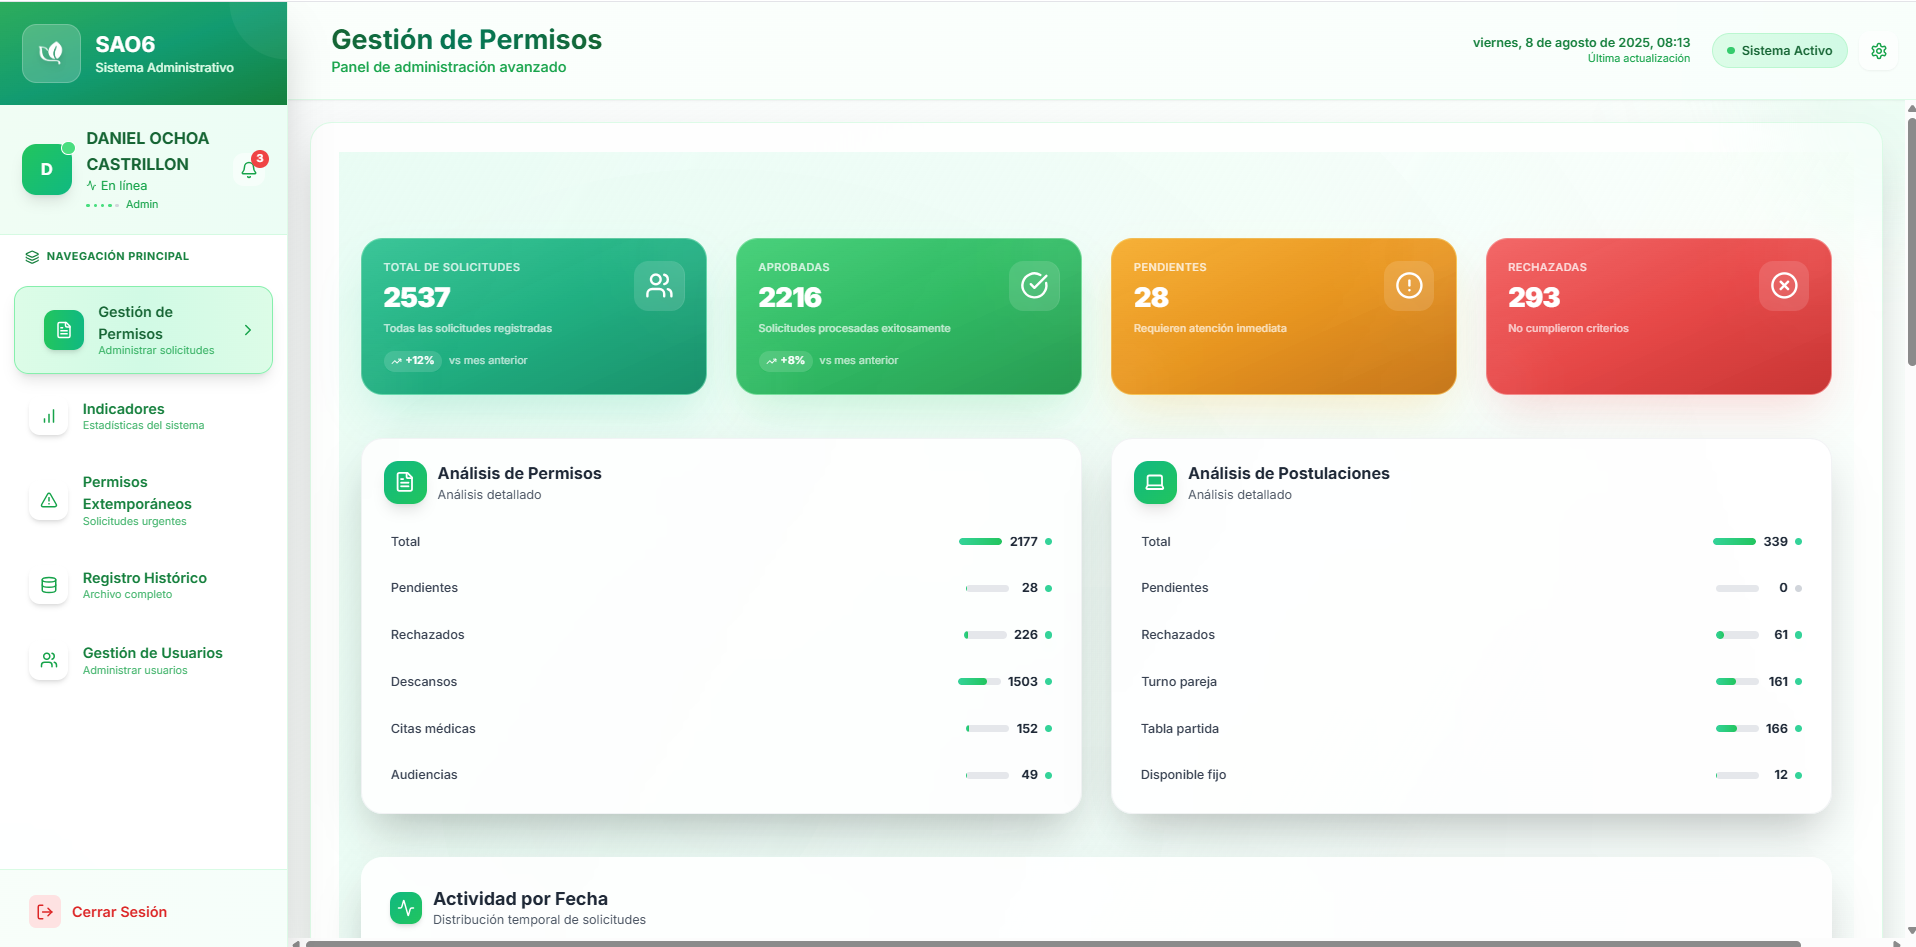 SAO6
Sistema Administrativo
D
DANIEL OCHOA
CASTRILLON
En línea
Admin
3
NAVEGACIÓN PRINCIPAL
Gestión de
Permisos
Administrar solicitudes
Indicadores
Estadísticas del sistema
Permisos
Extemporáneos
Solicitudes urgentes
Registro Histórico
Archivo completo
Gestión de Usuarios
Administrar usuarios
Cerrar Sesión
Gestión de Permisos
Panel de administración avanzado
viernes, 8 de agosto de 2025, 08:13
Última actualización
Sistema Activo
TOTAL DE SOLICITUDES
2537
Todas las solicitudes registradas
+12% vs mes anterior
APROBADAS
2216
Solicitudes procesadas exitosamente
+8% vs mes anterior
PENDIENTES
28
Requieren atención inmediata
RECHAZADAS
293
No cumplieron criterios
Análisis de Permisos
Análisis detallado
Total 2177
Pendientes 28
Rechazados 226
Descansos 1503
Citas médicas 152
Audiencias 49
Análisis de Postulaciones
Análisis detallado
Total 339
Pendientes 0
Rechazados 61
Turno pareja 161
Tabla partida 166
Disponible fijo 12
Actividad por Fecha
Distribución temporal de solicitudes